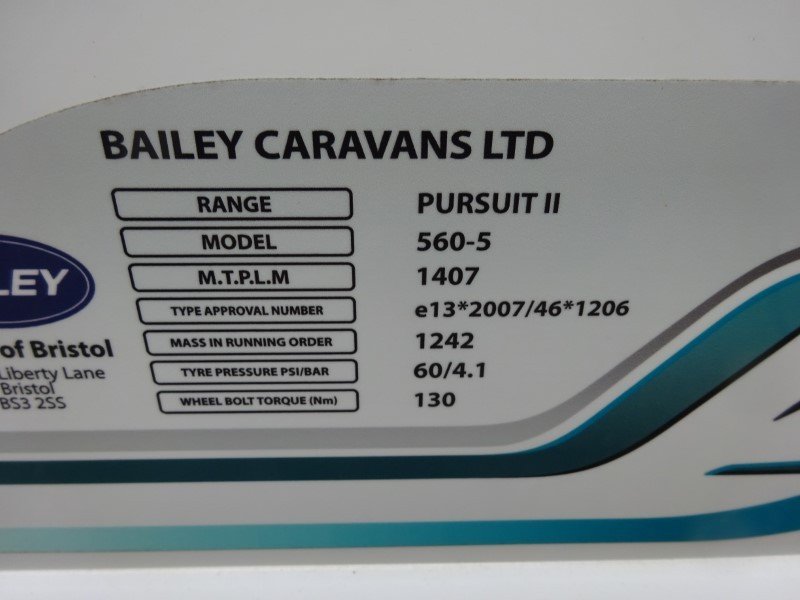 BAILEY CARAVANS LTD
RANGE PURSUIT II
MODEL 560-5
M.T.P.L.M 1407
TYPE APPROVAL NUMBER e13*2007/46*1206
MASS IN RUNNING ORDER 1242
TYRE PRESSURE PSI/BAR 60/4.1
WHEEL BOLT TORQUE (Nm) 130
LEY
of Bristol
Liberty Lane
Bristol
BS3 2SS